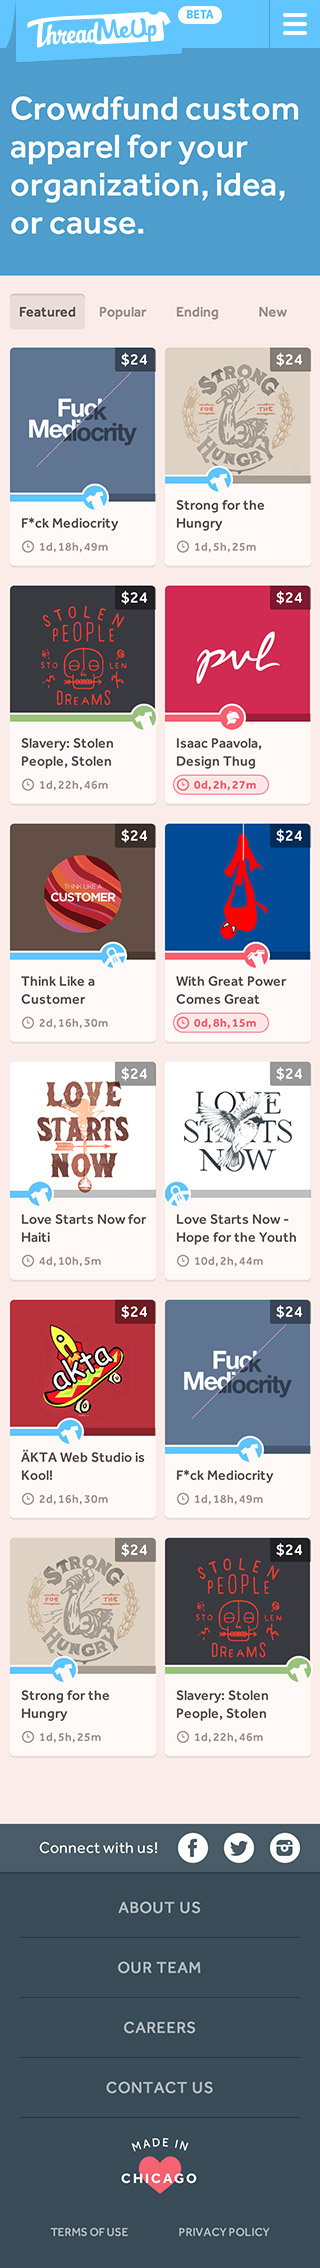 ThreadMeUp
BETA
Crowdfund custom
apparel for your
organization, idea,
or cause.
Featured
Popular
Ending
New
$24
Fuck
Mediocrity
F*ck Mediocrity
1d,18h,49m
$24
STRONG
FOR THE
HUNGRY
Strong for the
Hungry
1d,5h,25m
$24
STOLEN
PEOPLE
STO LEN
DREAMS
Slavery: Stolen
People, Stolen
1d,22h,46m
$24
pvl
Isaac Paavola,
Design Thug
0d,2h,27m
$24
THINK LIKE A
CUSTOMER
Think Like a
Customer
2d,16h,30m
$24
With Great Power
Comes Great
0d,8h,15m
$24
LOVE
STARTS
NOW
Love Starts Now for
Haiti
4d,10h,5m
$24
LOVE
STARTS
NOW
Love Starts Now -
Hope for the Youth
10d,2h,44m
$24
akta
ÄKTA Web Studio is
Kool!
2d,16h,30m
$24
Fuck
Mediocrity
F*ck Mediocrity
1d,18h,49m
$24
STRONG
FOR THE
HUNGRY
Strong for the
Hungry
1d,5h,25m
$24
STOLEN
PEOPLE
STO LEN
DREAMS
Slavery: Stolen
People, Stolen
1d,22h,46m
Connect with us!
ABOUT US
OUR TEAM
CAREERS
CONTACT US
MADE IN
CHICAGO
TERMS OF USE
PRIVACY POLICY